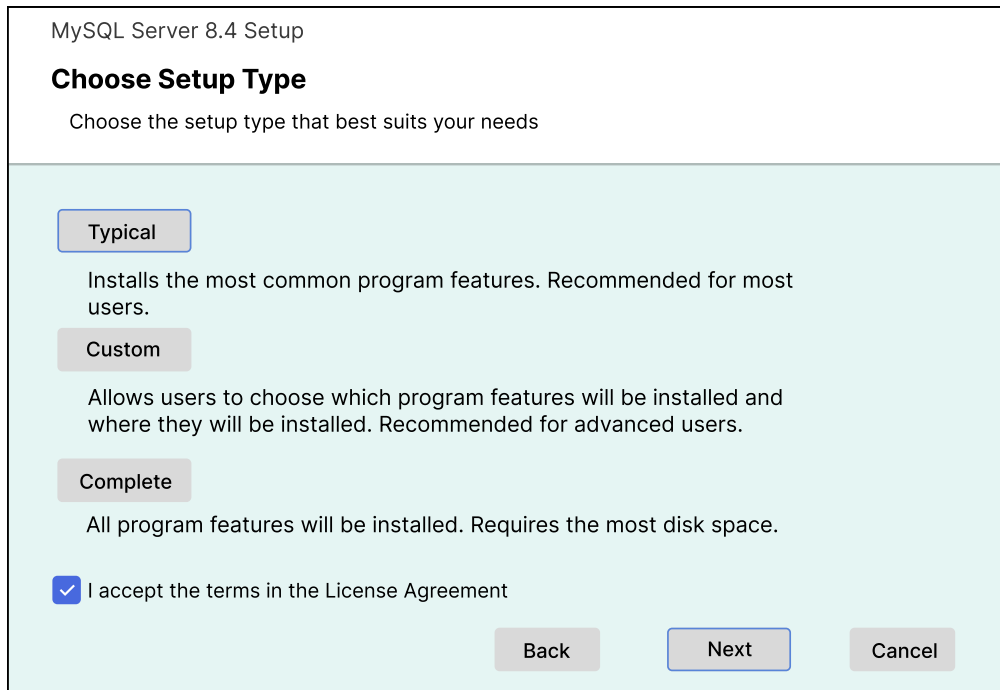 MySQL Server 8.4 Setup
Choose Setup Type
Choose the setup type that best suits your needs
Typical
Installs the most common program features. Recommended for most
users.
Custom
Allows users to choose which program features will be installed and
where they will be installed. Recommended for advanced users.
Complete
All program features will be installed. Requires the most disk space.
I accept the terms in the License Agreement
Back Next Cancel